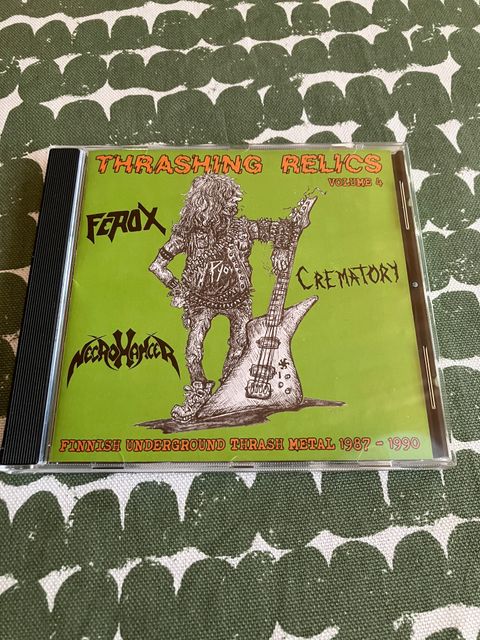 THRASHING RELICS
VOLUME 4
FEROX
CREMATORY
NECROMANCER
FINNISH UNDERGROUND THRASH METAL 1987 - 1990